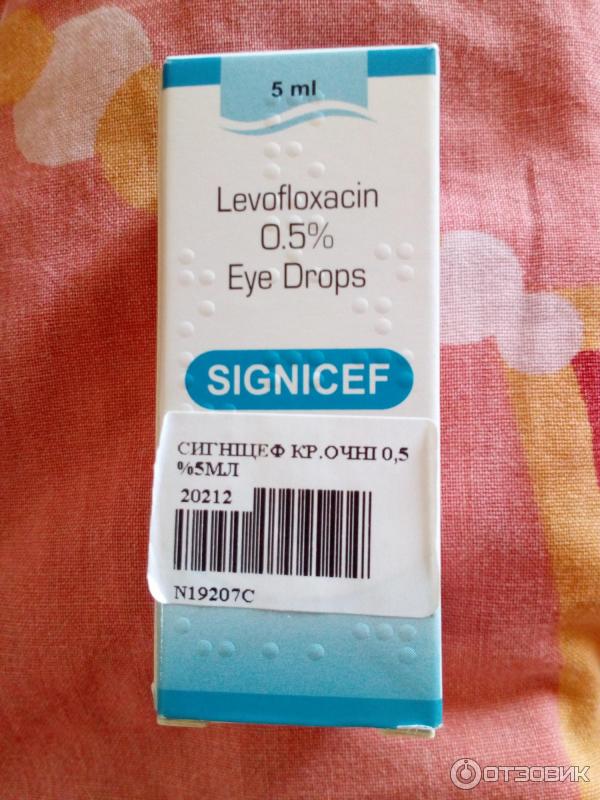 5 ml
Levofloxacin
0.5%
Eye Drops
SIGNICEF
СИГНІЦЕФ КР.ОЧНІ 0,5
%5МЛ
20212
N19207C
ОТЗОВИК